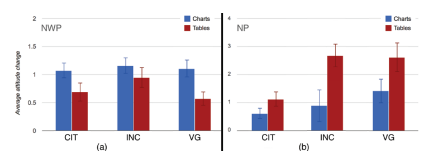 NWP
Charts
Tables
Average attitude change
2
1.5
1
0.5
0
CIT
INC
VG
(a)
NP
Charts
Tables
4
3
2
1
0
CIT
INC
VG
(b)